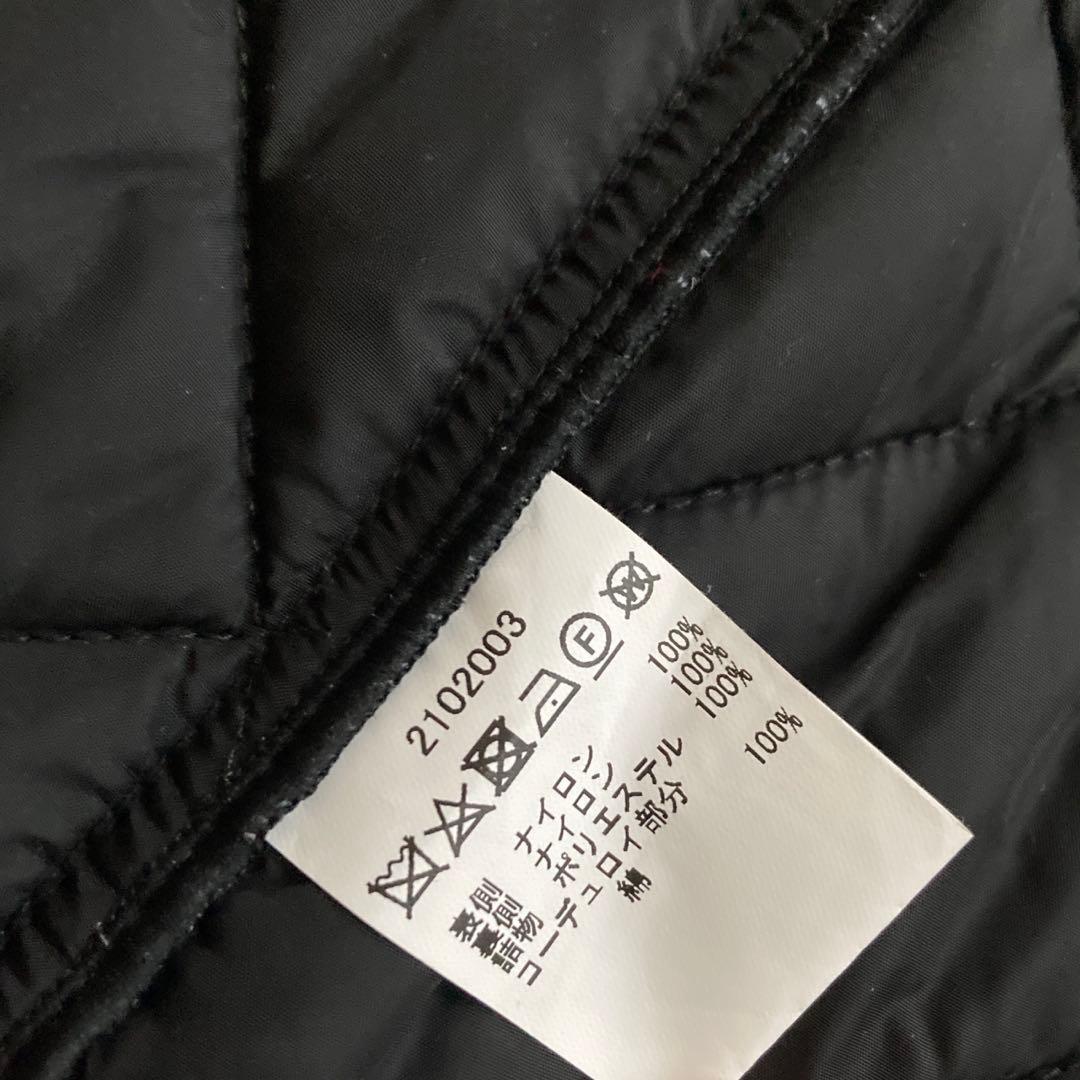 2102003
F
W
表側 ナイロン 100%
裏側 ナイロン 100%
詰物 ポリエステル 100%
コーデュロイ部分
綿 100%